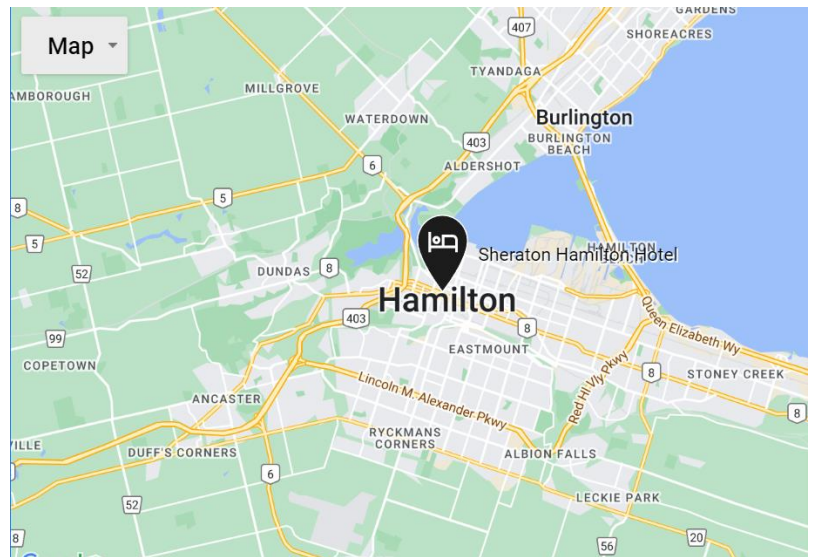 Map
GARDENS
407
SHOREACRES
TYANDAGA
AMBOROUGH
MILLGROVE
WATERDOWN
Burlington
BURLINGTON
BEACH
403
ALDERSHOT
6
5
8
5
52
DUNDAS
8
Sheraton Hamilton Hotel
HAMILTON
Hamilton
403
8
Queen Elizabeth Wy
99
EASTMOUNT
COPETOWN
Lincoln M. Alexander Pkwy
Red Hl Vly Pkwy
8
STONEY CREEK
ANCASTER
8
RYCKMANS
CORNERS
VILLE
DUFF'S CORNERS
ALBION FALLS
6
52
LECKIE PARK
8
56
20